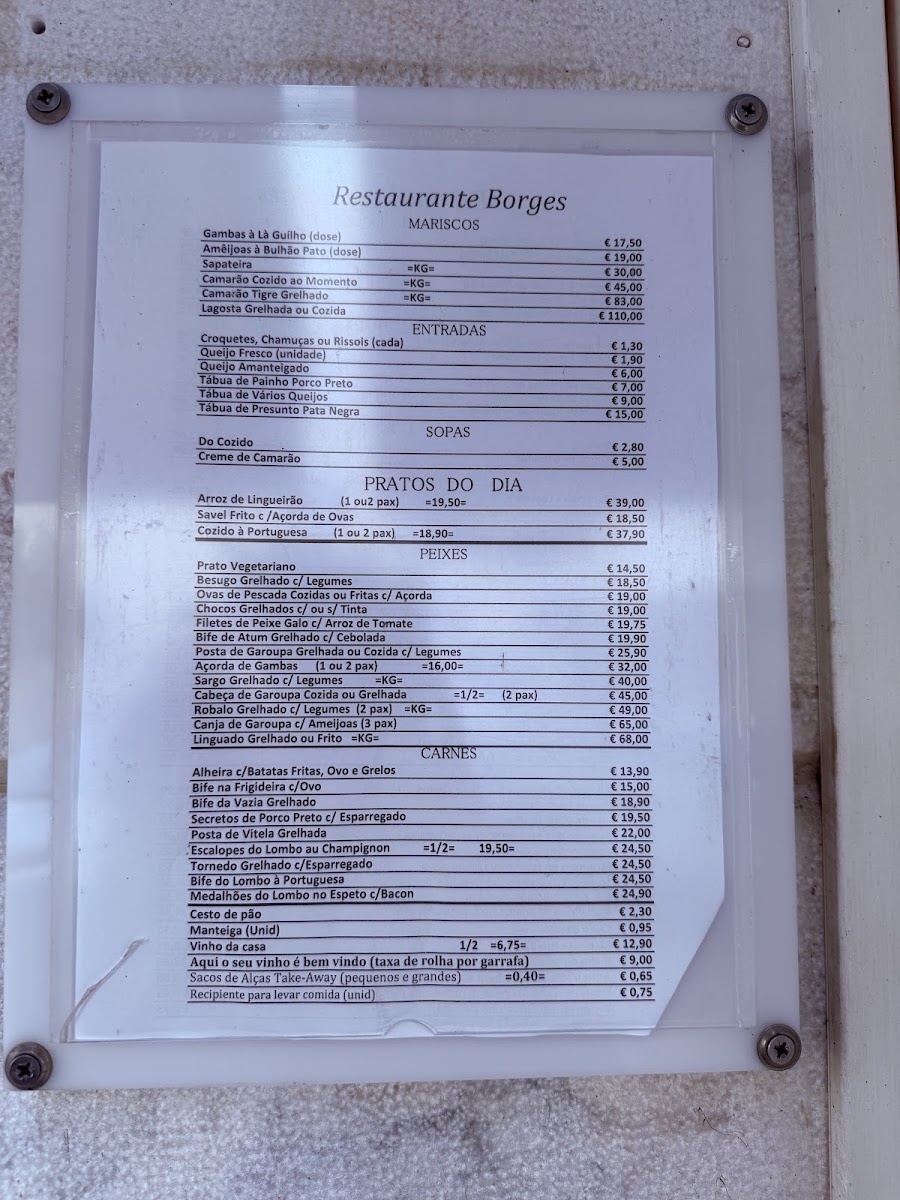 Restaurante Borges
MARISCOS
Gambas à Là Guílho (dose) € 17,50
Amêijoas à Bulhão Pato (dose) € 19,00
Sapateira =KG= € 30,00
Camarão Cozido ao Momento =KG= € 45,00
Camarão Tigre Grelhado =KG= € 83,00
Lagosta Grelhada ou Cozida € 110,00
ENTRADAS
Croquetes, Chamuças ou Rissois (cada) € 1,30
Queijo Fresco (unidade) € 1,90
Queijo Amanteigado € 6,00
Tábua de Painho Porco Preto € 7,00
Tábua de Vários Queijos € 9,00
Tábua de Presunto Pata Negra € 15,00
SOPAS
Do Cozido € 2,80
Creme de Camarão € 5,00
PRATOS DO DIA
Arroz de Lingueirão (1 ou2 pax) =19,50= € 39,00
Savel Frito c /Açorda de Ovas € 18,50
Cozido à Portuguesa (1 ou 2 pax) =18,90= € 37,90
PEIXES
Prato Vegetariano € 14,50
Besugo Grelhado c/ Legumes € 18,50
Ovas de Pescada Cozidas ou Fritas c/ Açorda € 19,00
Chocos Grelhados c/ ou s/ Tinta € 19,00
Filetes de Peixe Galo c/ Arroz de Tomate € 19,75
Bife de Atum Grelhado c/ Cebolada € 19,90
Posta de Garoupa Grelhada ou Cozida c/ Legumes € 25,90
Açorda de Gambas (1 ou 2 pax) =16,00= € 32,00
Sargo Grelhado c/ Legumes =KG= € 40,00
Cabeça de Garoupa Cozida ou Grelhada =1/2= (2 pax) € 45,00
Robalo Grelhado c/ Legumes (2 pax) =KG= € 49,00
Canja de Garoupa c/ Ameijoas (3 pax) € 65,00
Linguado Grelhado ou Frito =KG= € 68,00
CARNES
Alheira c/Batatas Fritas, Ovo e Grelos € 13,90
Bife na Frigideira c/Ovo € 15,00
Bife da Vazia Grelhado € 18,90
Secretos de Porco Preto c/ Esparregado € 19,50
Posta de Vítela Grelhada € 22,00
Escalopes do Lombo au Champignon =1/2= 19,50= € 24,50
Tornedo Grelhado c/Esparregado € 24,50
Bife do Lombo à Portuguesa € 24,50
Medalhões do Lombo no Espeto c/Bacon € 24,90
Cesto de pão € 2,30
Manteiga (Unid) € 0,95
Vinho da casa 1/2 =6,75= € 12,90
Aqui o seu vinho é bem vindo (taxa de rolha por garrafa) € 9,00
Sacos de Alças Take-Away (pequenos e grandes) =0,40= € 0,65
Recipiente para levar comida (unid) € 0,75